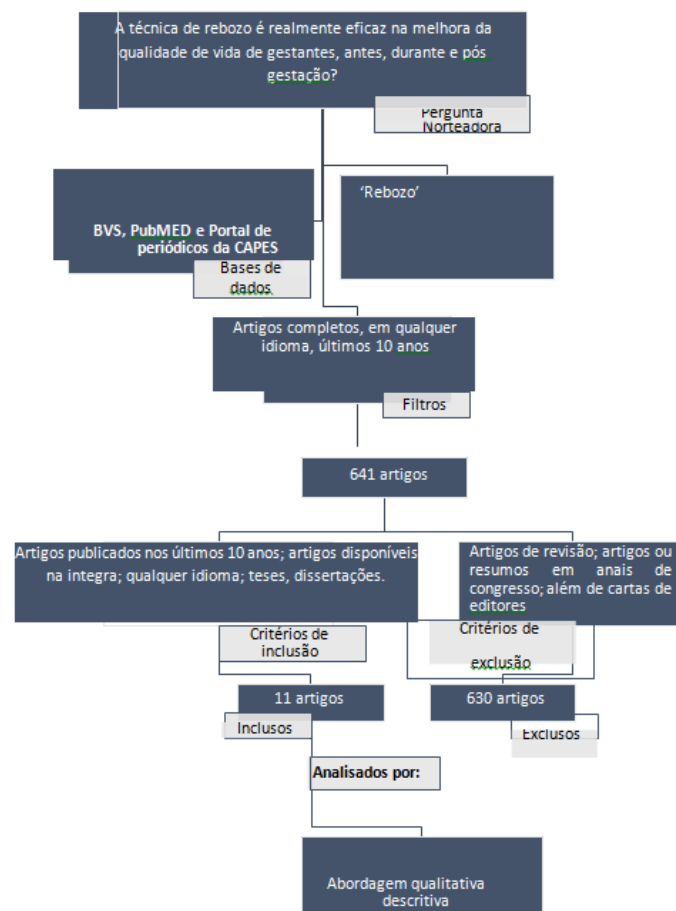 A técnica de rebozo é realmente eficaz na melhora da
qualidade de vida de gestantes, antes, durante e pós
gestação?
Pergunta
Norteadora
BVS, PubMED e Portal de
periódicos da CAPES
Bases de
dados
‘Rebozo’
Artigos completos, em qualquer
idioma, últimos 10 anos
Filtros
641 artigos
Artigos publicados nos últimos 10 anos; artigos disponíveis
na integra; qualquer idioma; teses, dissertações.
Critérios de
inclusão
Artigos de revisão; artigos ou
resumos em anais de
congresso; além de cartas de
editores
Critérios de
exclusão
11 artigos
Inclusos
630 artigos
Exclusos
Analisados por:
Abordagem qualitativa
descritiva